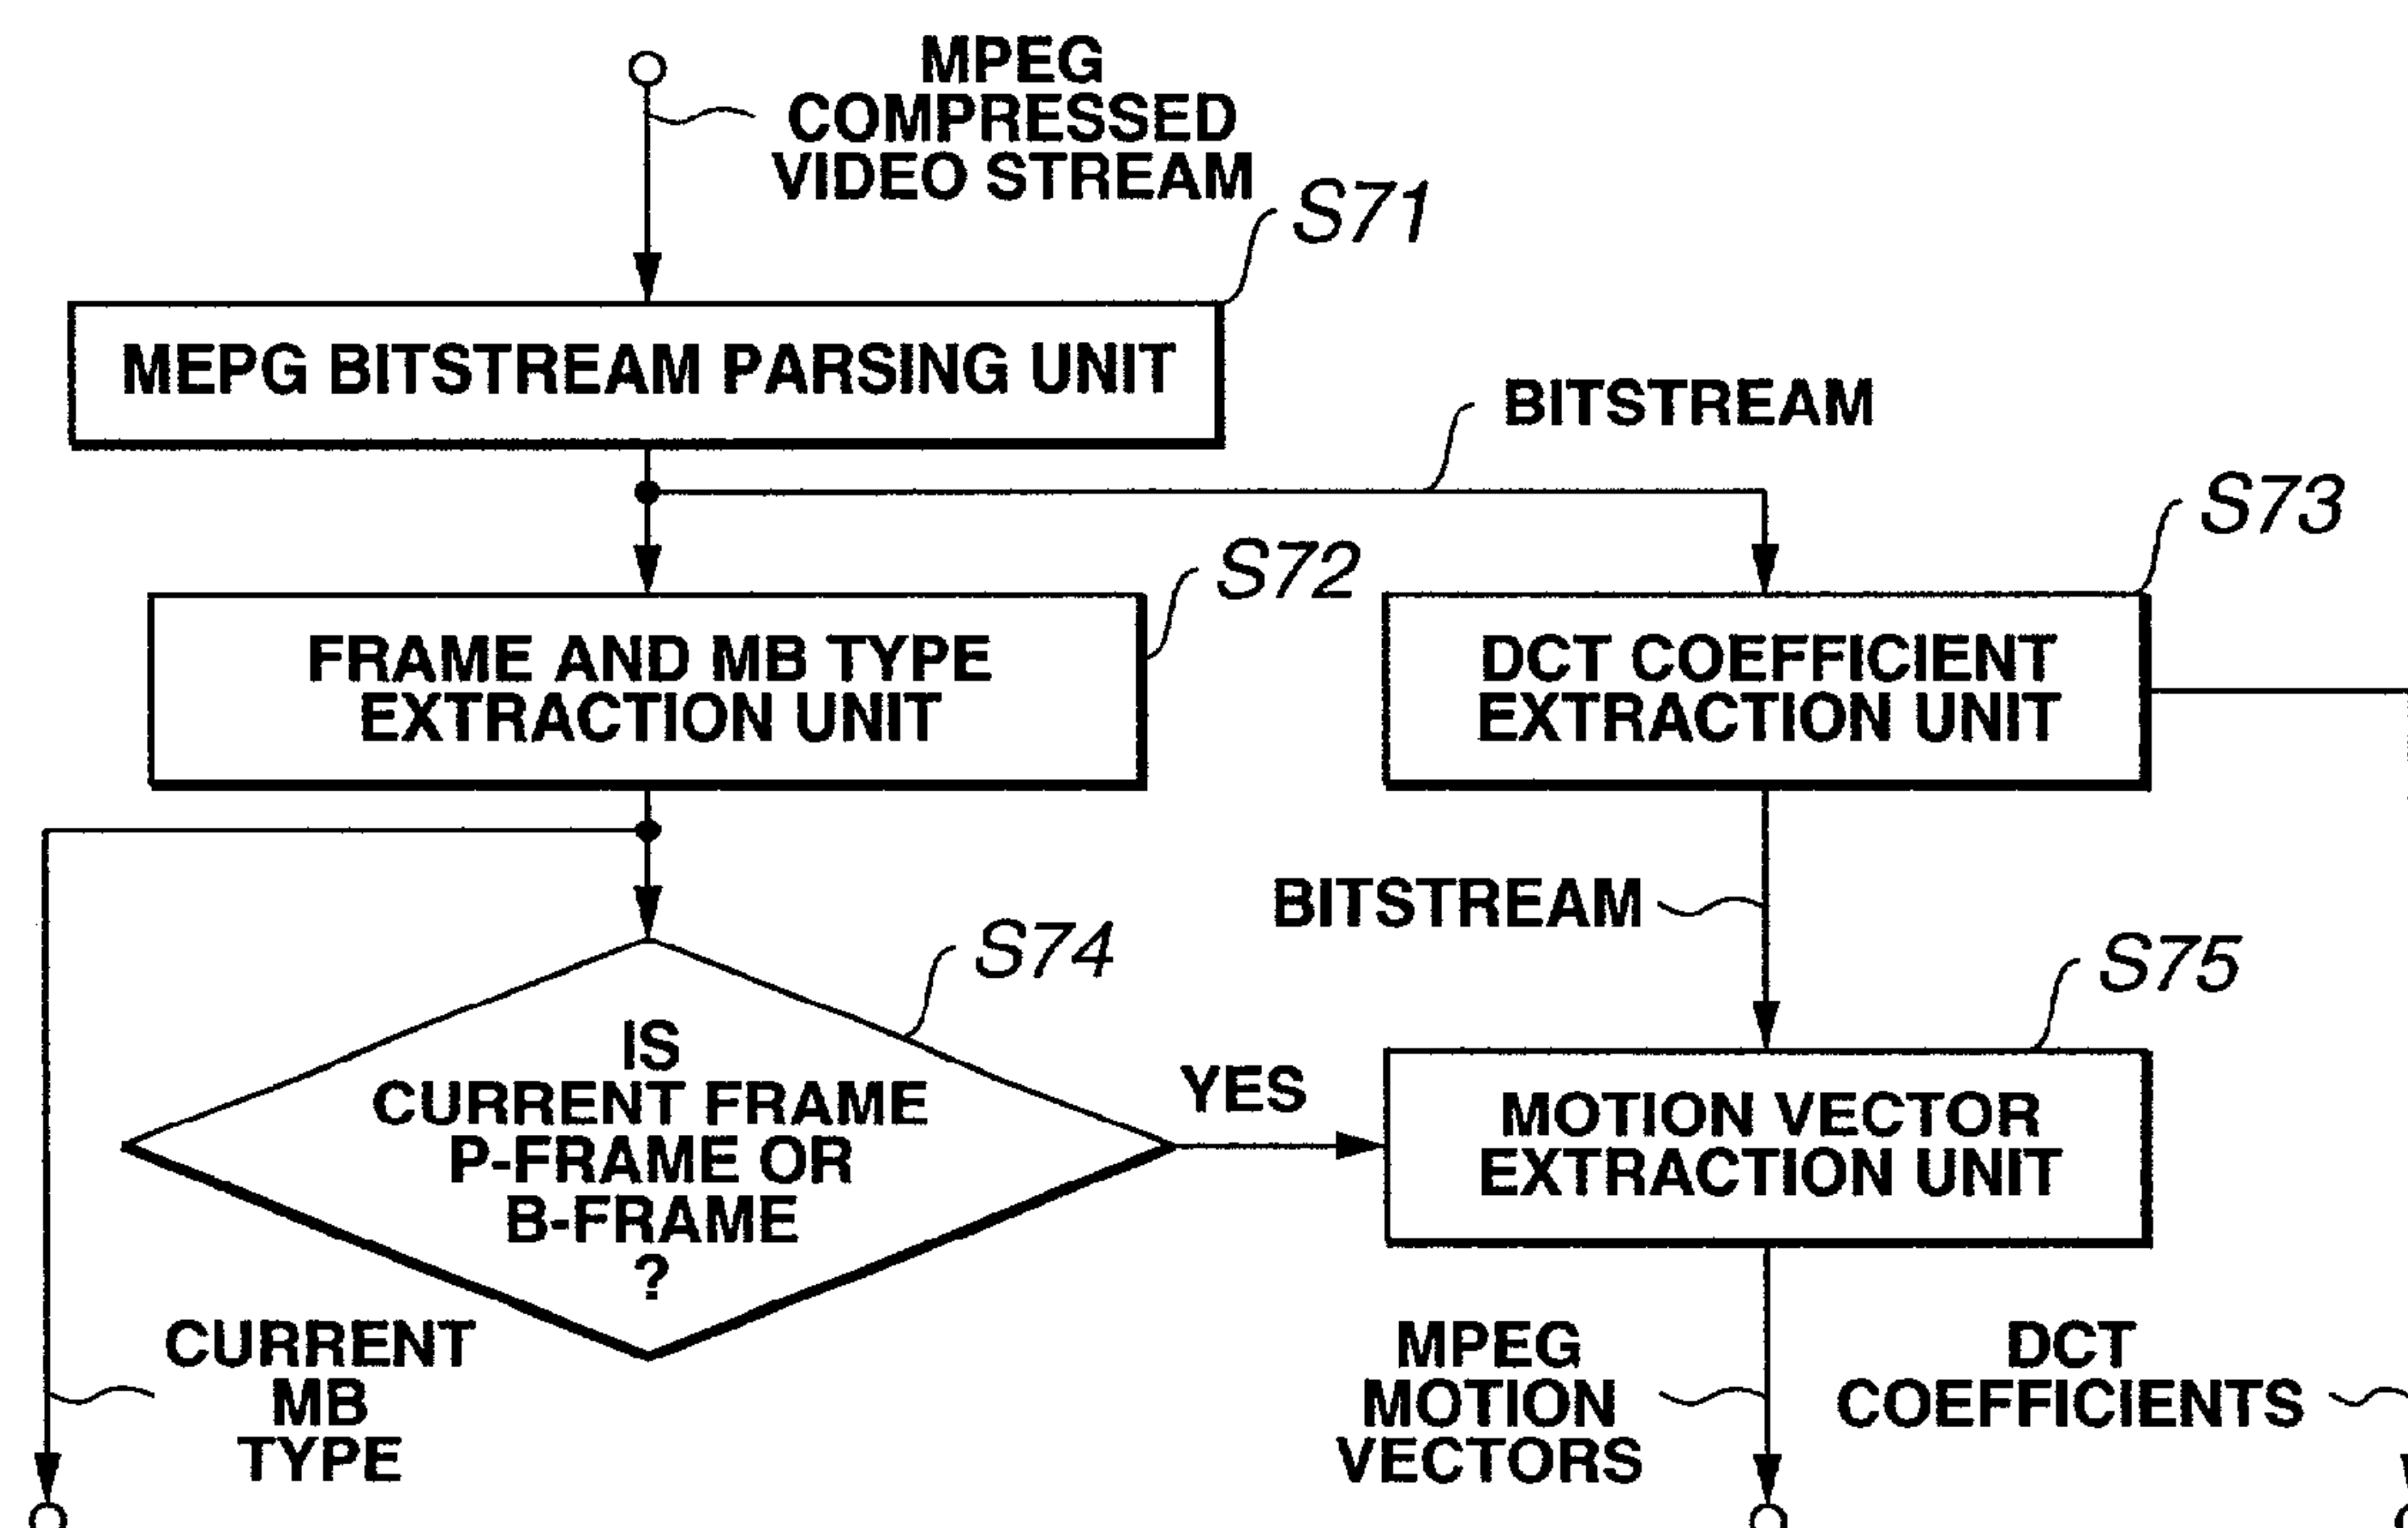 MPEG
COMPRESSED
VIDEO STREAM
S71
MEPG BITSTREAM PARSING UNIT
BITSTREAM
S73
S72
FRAME AND MB TYPE
EXTRACTION UNIT
DCT COEFFICIENT
EXTRACTION UNIT
BITSTREAM
S74
S75
IS
CURRENT FRAME
P-FRAME OR
B-FRAME
?
YES
MOTION VECTOR
EXTRACTION UNIT
CURRENT
MB
TYPE
MPEG
MOTION
VECTORS
DCT
COEFFICIENTS